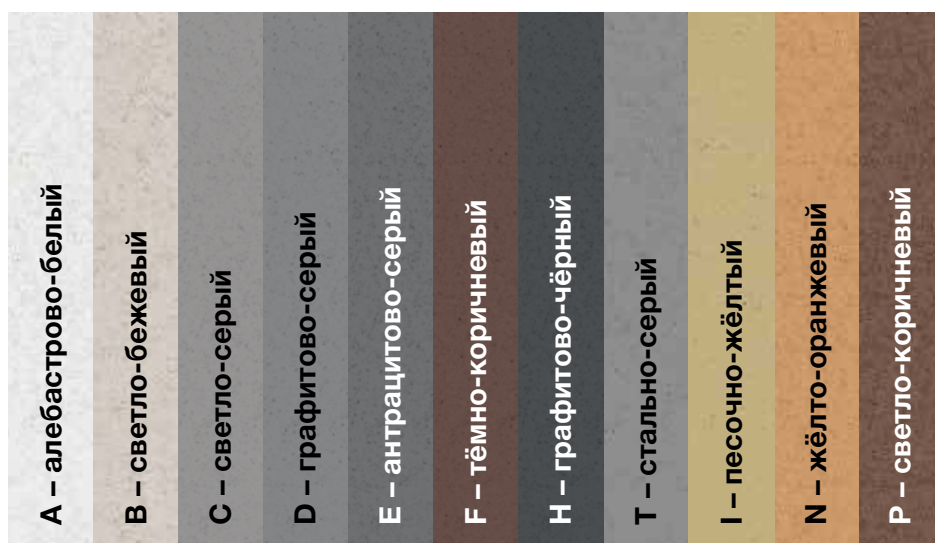 A – алебастрово-белый
B – светло-бежевый
C – светло-серый
D – графитово-серый
E – антрацитово-серый
F – тёмно-коричневый
H – графитово-чёрный
T – стально-серый
I – песочно-жёлтый
N – жёлто-оранжевый
P – светло-коричневый